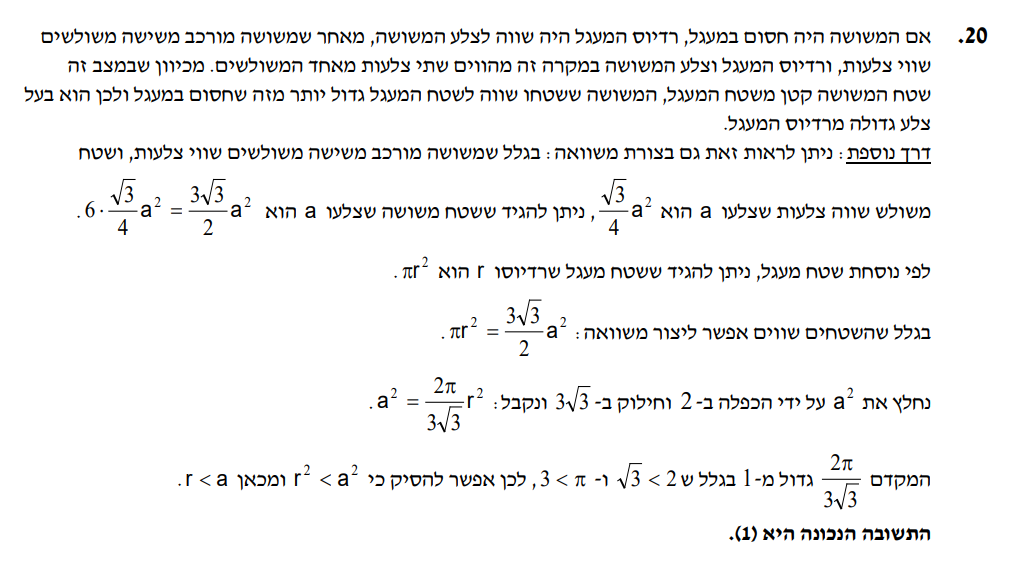 20. אם המשושה היה חסום במעגל, רדיוס המעגל היה שווה לצלע המשושה, מאחר שמשושה מורכב משישה משולשים
שווי צלעות, ורדיוס המעגל וצלע המשושה במקרה זה מהווים שתי צלעות מאחד המשולשים. מכיוון שבמצב זה
שטח המשושה קטן משטח המעגל, המשושה ששטחו שווה לשטח המעגל גדול יותר מזה שחסום במעגל ולכן הוא בעל
צלע גדולה מרדיוס המעגל.
דרך נוספת: ניתן לראות זאת גם בצורת משוואה: בגלל שמשושה מורכב משישה משולשים שווי צלעות, ושטח
משולש שווה צלעות שצלעו a הוא $\frac{\sqrt{3}}{4}a^2$, ניתן להגיד ששטח משושה שצלעו a הוא $6 \cdot \frac{\sqrt{3}}{4}a^2 = \frac{3\sqrt{3}}{2}a^2$.
לפי נוסחת שטח מעגל, ניתן להגיד ששטח מעגל שרדיוסו r הוא $\pi r^2$.
בגלל שהשטחים שווים אפשר ליצור משוואה: $\pi r^2 = \frac{3\sqrt{3}}{2}a^2$.
נחלץ את $a^2$ על ידי הכפלה ב-2 וחילוק ב-$3\sqrt{3}$ ונקבל: $a^2 = \frac{2\pi}{3\sqrt{3}}r^2$.
המקדם $\frac{2\pi}{3\sqrt{3}}$ גדול מ-1 בגלל ש $\sqrt{3} < 2$ ו- $3 < \pi$, לכן אפשר להסיק כי $r^2 < a^2$ ומכאן $r < a$.
התשובה הנכונה היא (1).